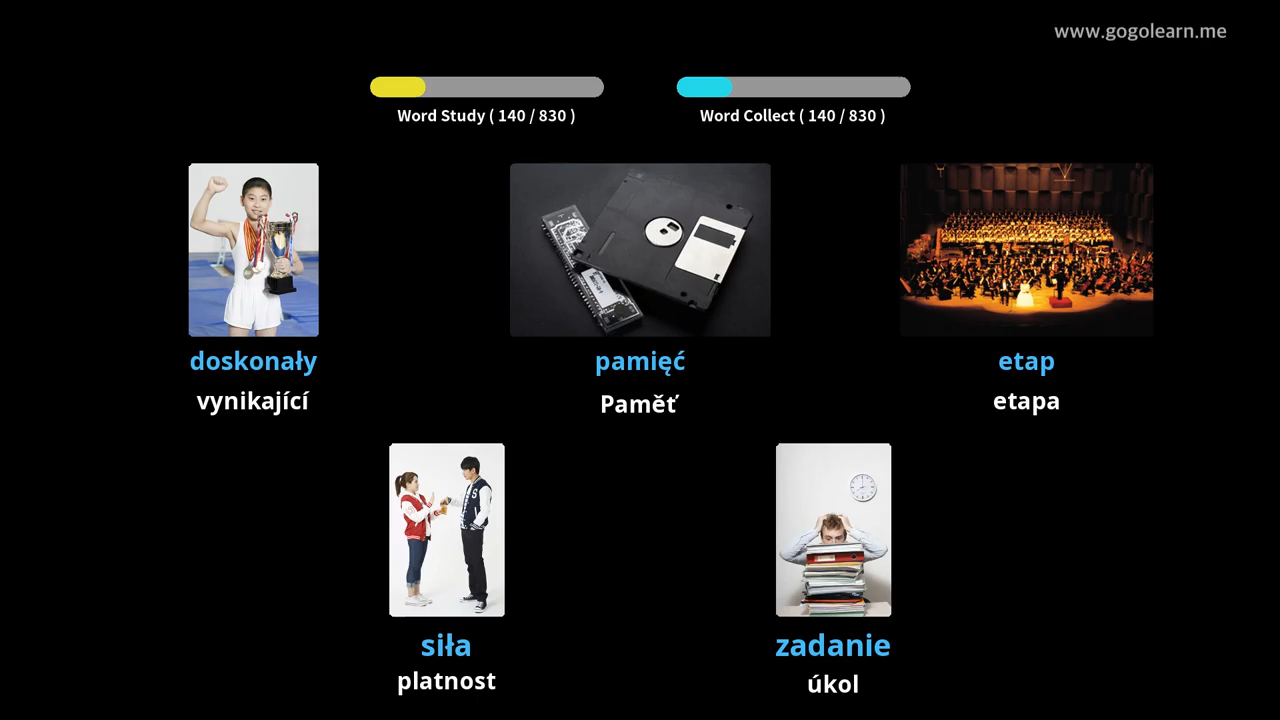 www.gogolearn.me
Word Study ( 140 / 830 )
Word Collect ( 140 / 830 )
doskonały
vynikající
pamięć
Paměť
etap
etapa
siła
platnost
zadanie
úkol